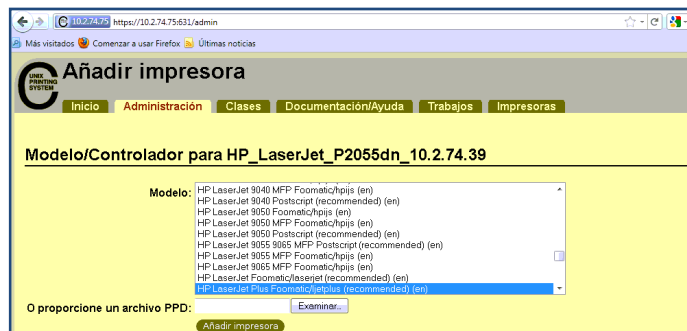 10.2.74.75 https://10.2.74.75:631/admin
Más visitados Comenzar a usar Firefox Últimas noticias
UNIX
PRINTING
SYSTEM
Añadir impresora
Inicio Administración Clases Documentación/Ayuda Trabajos Impresoras
Modelo/Controlador para HP_LaserJet_P2055dn_10.2.74.39
Modelo:
HP LaserJet 9040 MFP Foomatic/hpijs (en)
HP LaserJet 9040 Postscript (recommended) (en)
HP LaserJet 9050 Foomatic/hpijs (en)
HP LaserJet 9050 MFP Foomatic/hpijs (en)
HP LaserJet 9050 Postscript (recommended) (en)
HP LaserJet 9055 9065 MFP Postscript (recommended) (en)
HP LaserJet 9055 MFP Foomatic/hpijs (en)
HP LaserJet 9065 MFP Foomatic/hpijs (en)
HP LaserJet Foomatic/laserjet (recommended) (en)
HP LaserJet Plus Foomatic/ljetplus (recommended) (en)
O proporcione un archivo PPD: Examinar..
Añadir impresora